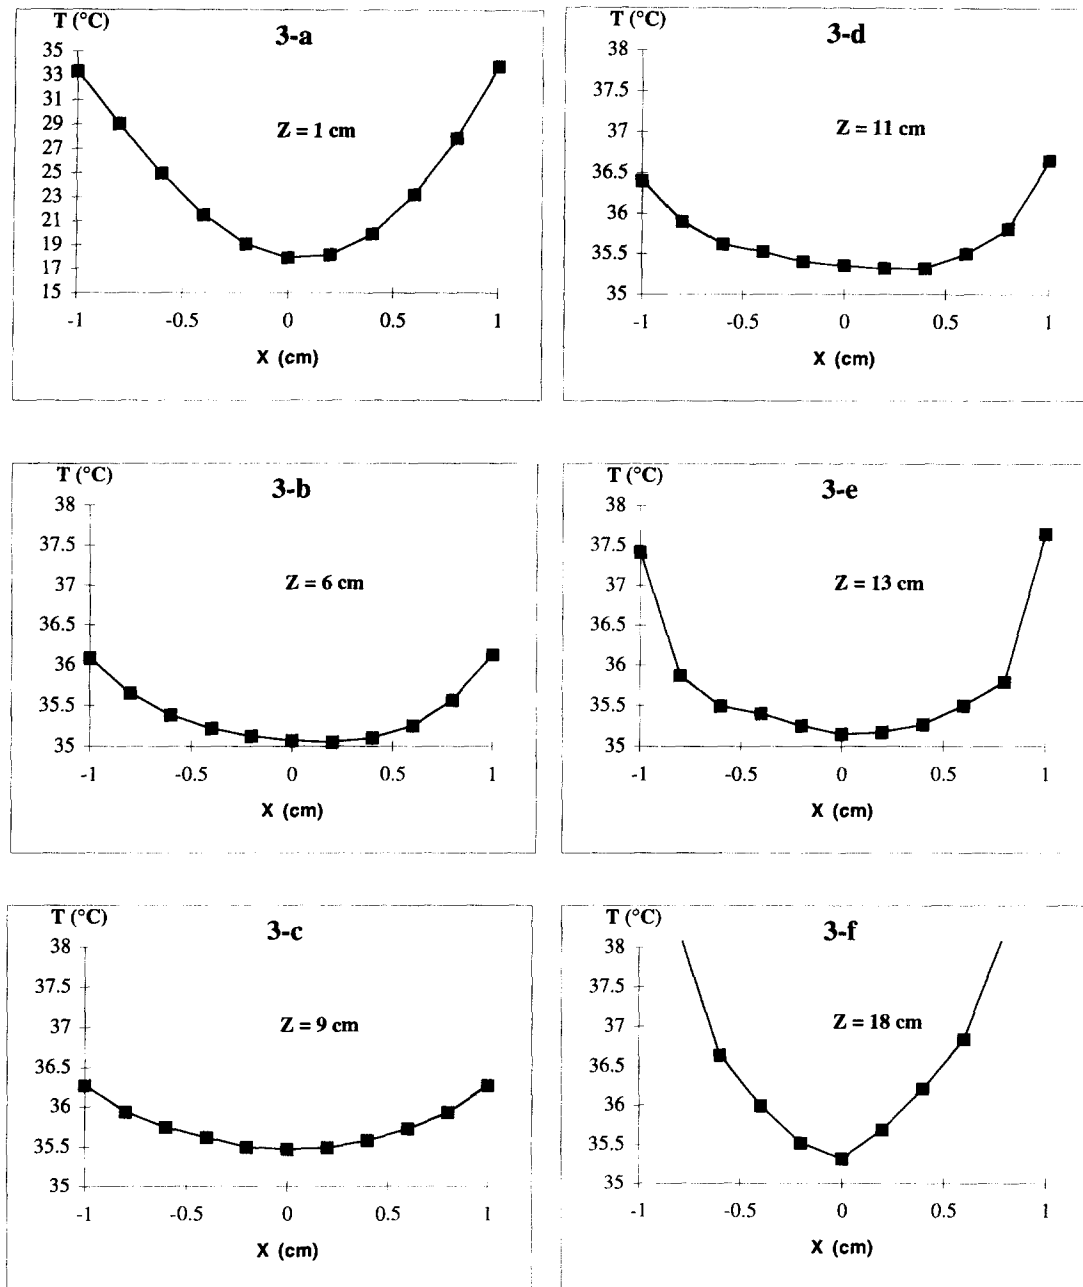 T (°C)
3-a
35
33
31
29
27
25
23
21
19
17
15
Z = 1 cm
-1 -0.5 0 0.5 1
X (cm)
T (°C)
3-d
38
37.5
37
36.5
36
35.5
35
Z = 11 cm
-1 -0.5 0 0.5 1
X (cm)
T (°C)
3-b
38
37.5
37
36.5
36
35.5
35
Z = 6 cm
-1 -0.5 0 0.5 1
X (cm)
T (°C)
3-e
38
37.5
37
36.5
36
35.5
35
Z = 13 cm
-1 -0.5 0 0.5 1
X (cm)
T (°C)
3-c
38
37.5
37
36.5
36
35.5
35
Z = 9 cm
-1 -0.5 0 0.5 1
X (cm)
T (°C)
3-f
38
37.5
37
36.5
36
35.5
35
Z = 18 cm
-1 -0.5 0 0.5 1
X (cm)